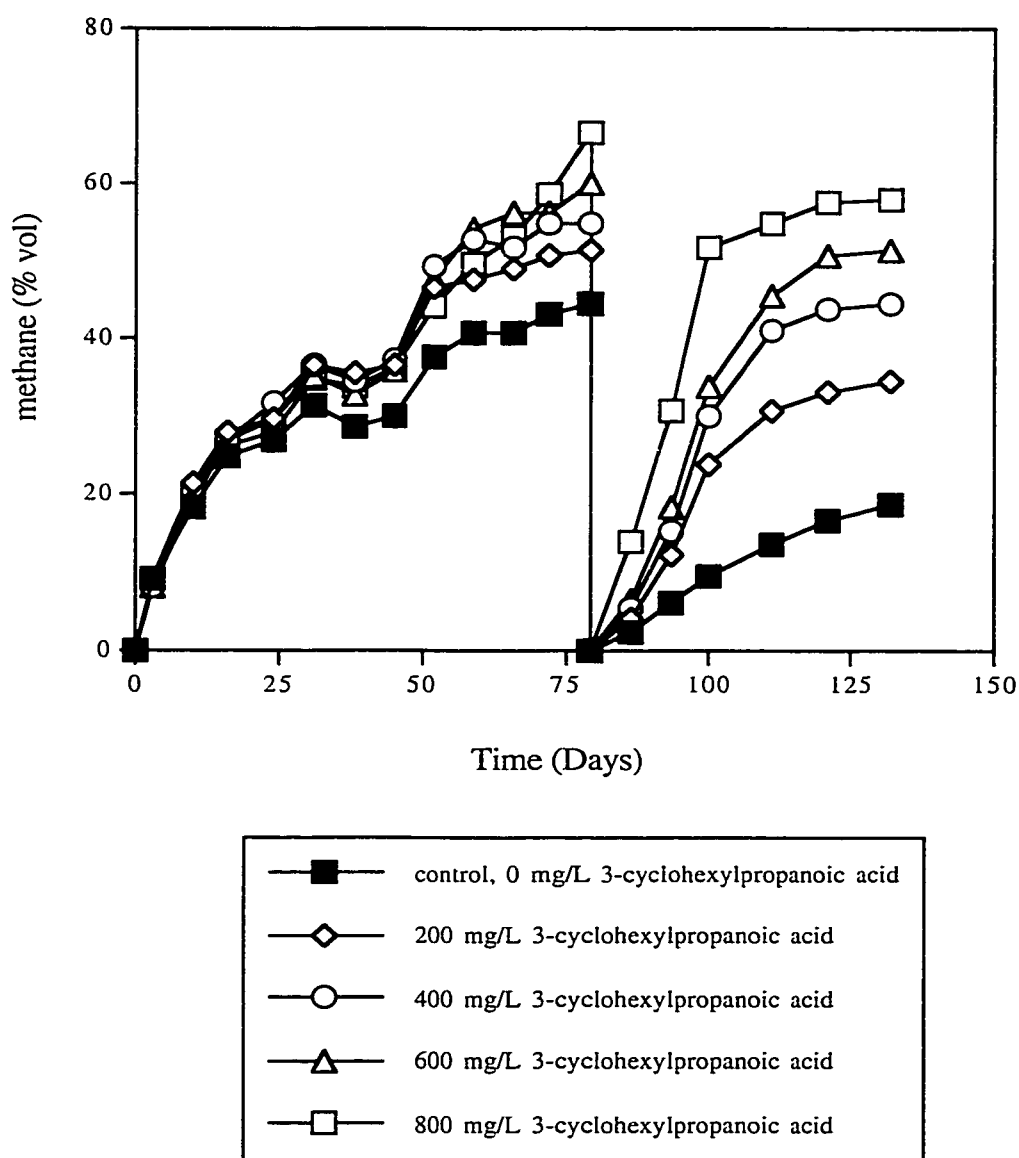 80
60
40
20
0
methane (% vol)
0 25 50 75 100 125 150
Time (Days)
control, 0 mg/L 3-cyclohexylpropanoic acid
200 mg/L 3-cyclohexylpropanoic acid
400 mg/L 3-cyclohexylpropanoic acid
600 mg/L 3-cyclohexylpropanoic acid
800 mg/L 3-cyclohexylpropanoic acid